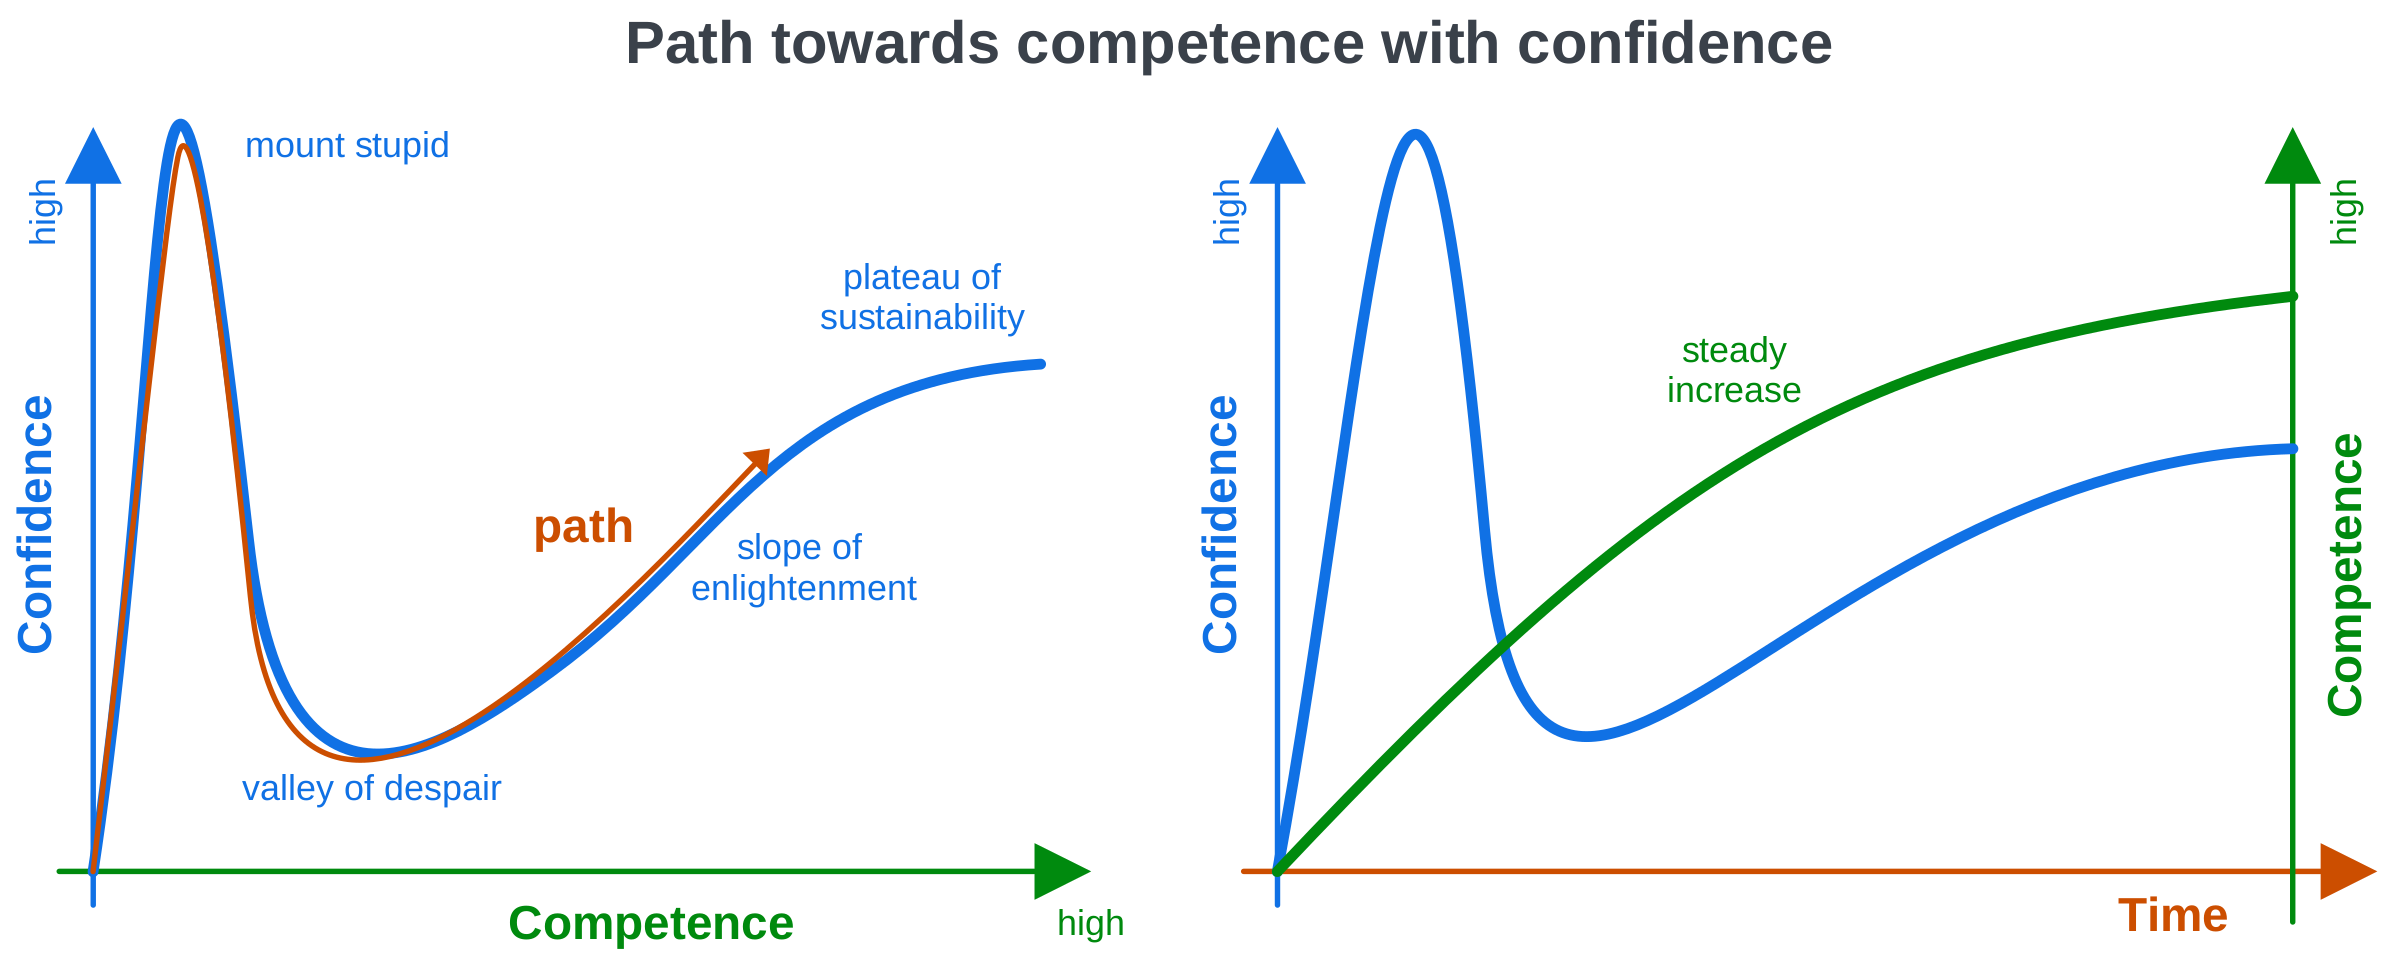 Path towards competence with confidence
mount stupid
high
plateau of
sustainability
Confidence
path
slope of
enlightenment
valley of despair
Competence
high
high
high
steady
increase
Confidence
Competence
Time